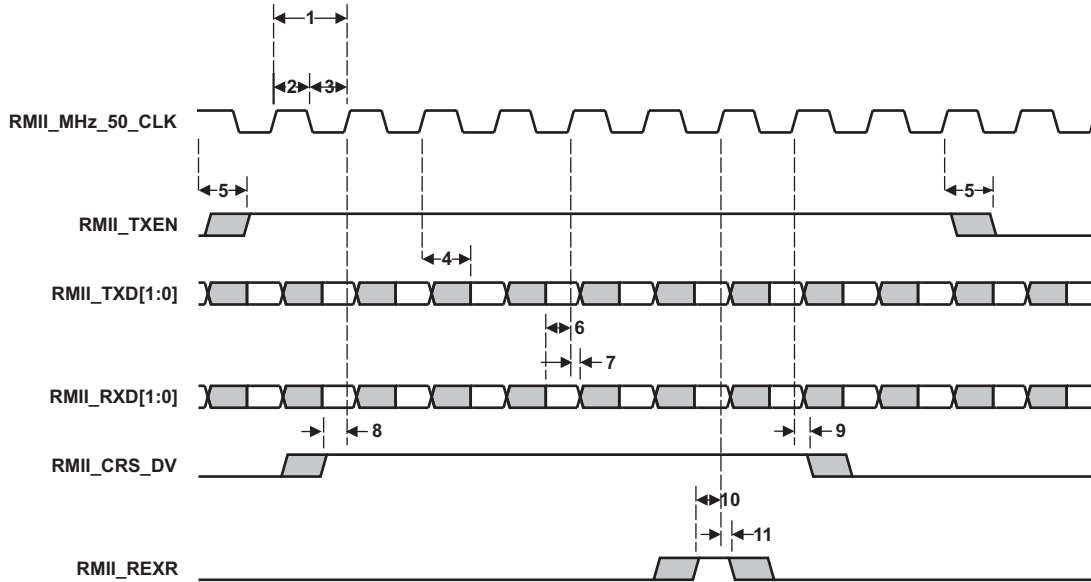 1
2 3
RMII_MHz_50_CLK
5 5
RMII_TXEN
4
RMII_TXD[1:0]
6
7
RMII_RXD[1:0]
8 9
RMII_CRS_DV
10
11
RMII_REXR